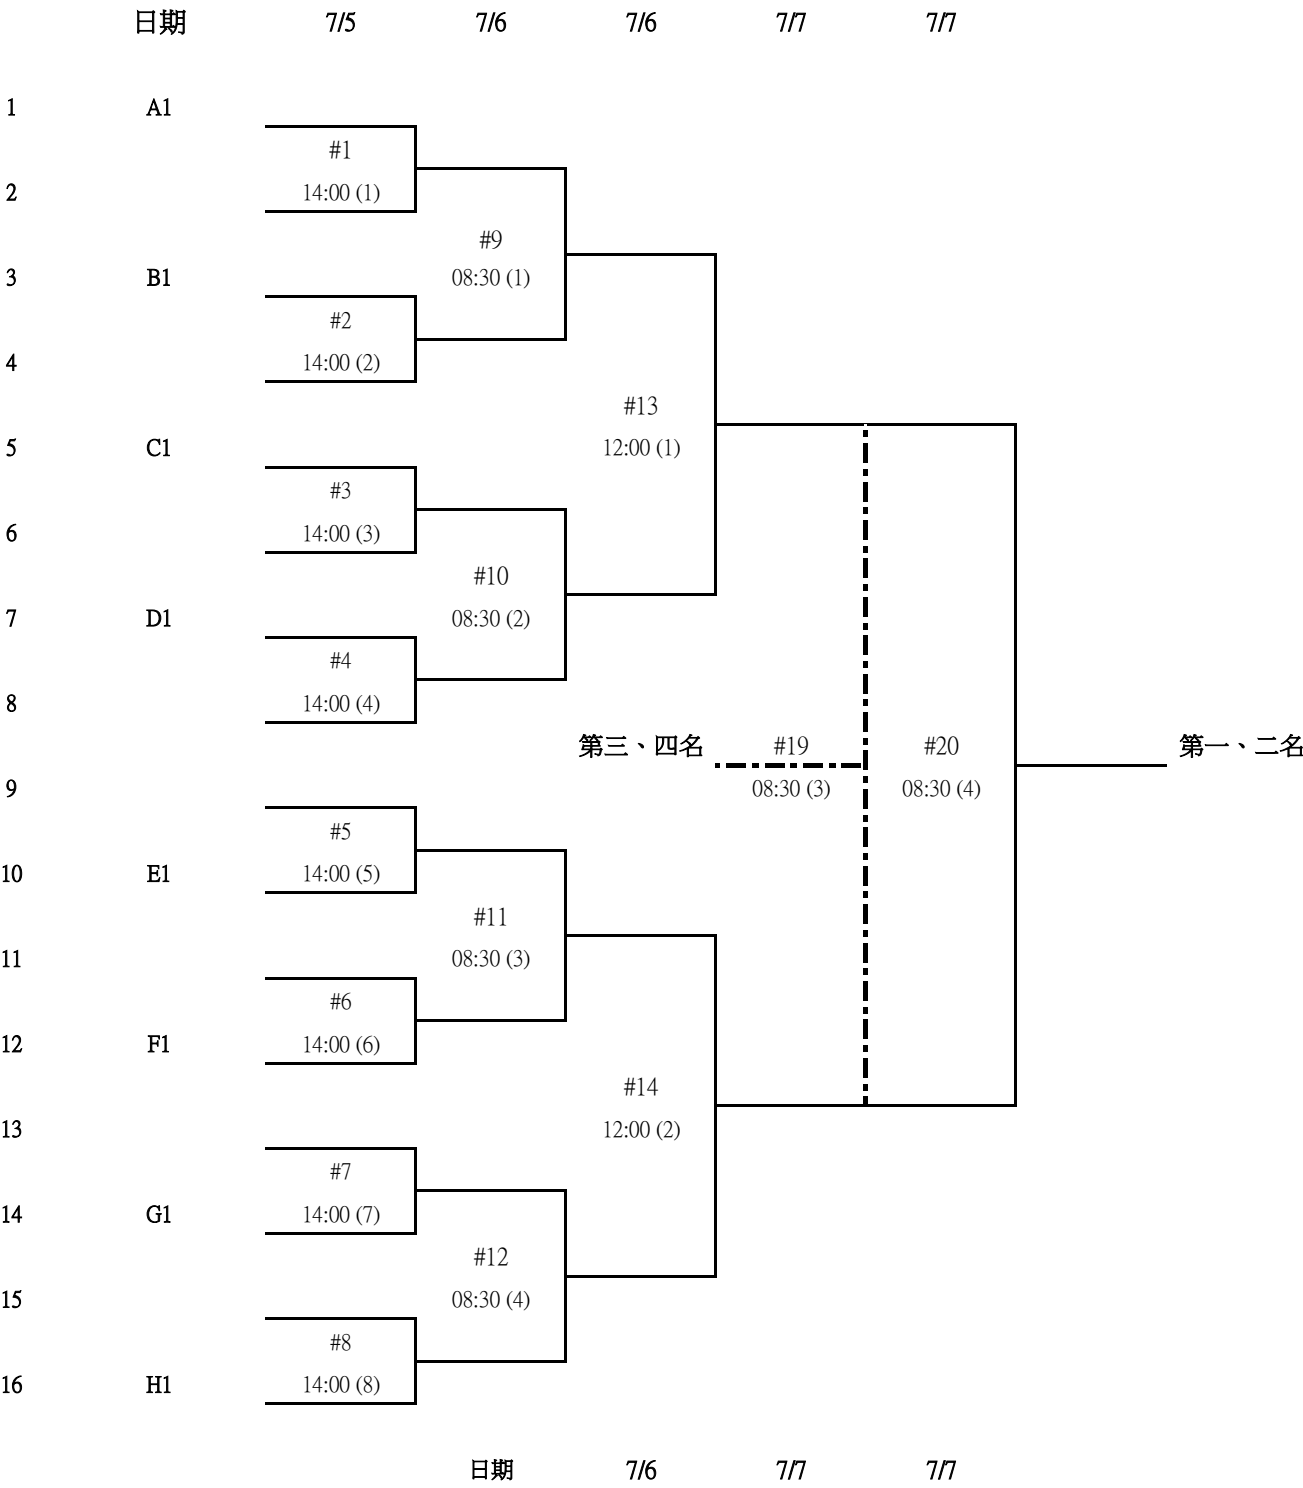 日期 7/5 7/6 7/6 7/7 7/7
1 A1
#1
2 14:00 (1)
#9
3 B1 08:30 (1)
#2
4 14:00 (2)
#13
5 C1 12:00 (1)
#3
6 14:00 (3)
#10
7 D1 08:30 (2)
#4
8 14:00 (4)
第三、四名 #19 #20 第一、二名
9 08:30 (3) 08:30 (4)
#5
10 E1 14:00 (5)
#11
11 08:30 (3)
#6
12 F1 14:00 (6)
#14
13 12:00 (2)
#7
14 G1 14:00 (7)
#12
15 08:30 (4)
#8
16 H1 14:00 (8)
日期 7/6 7/7 7/7